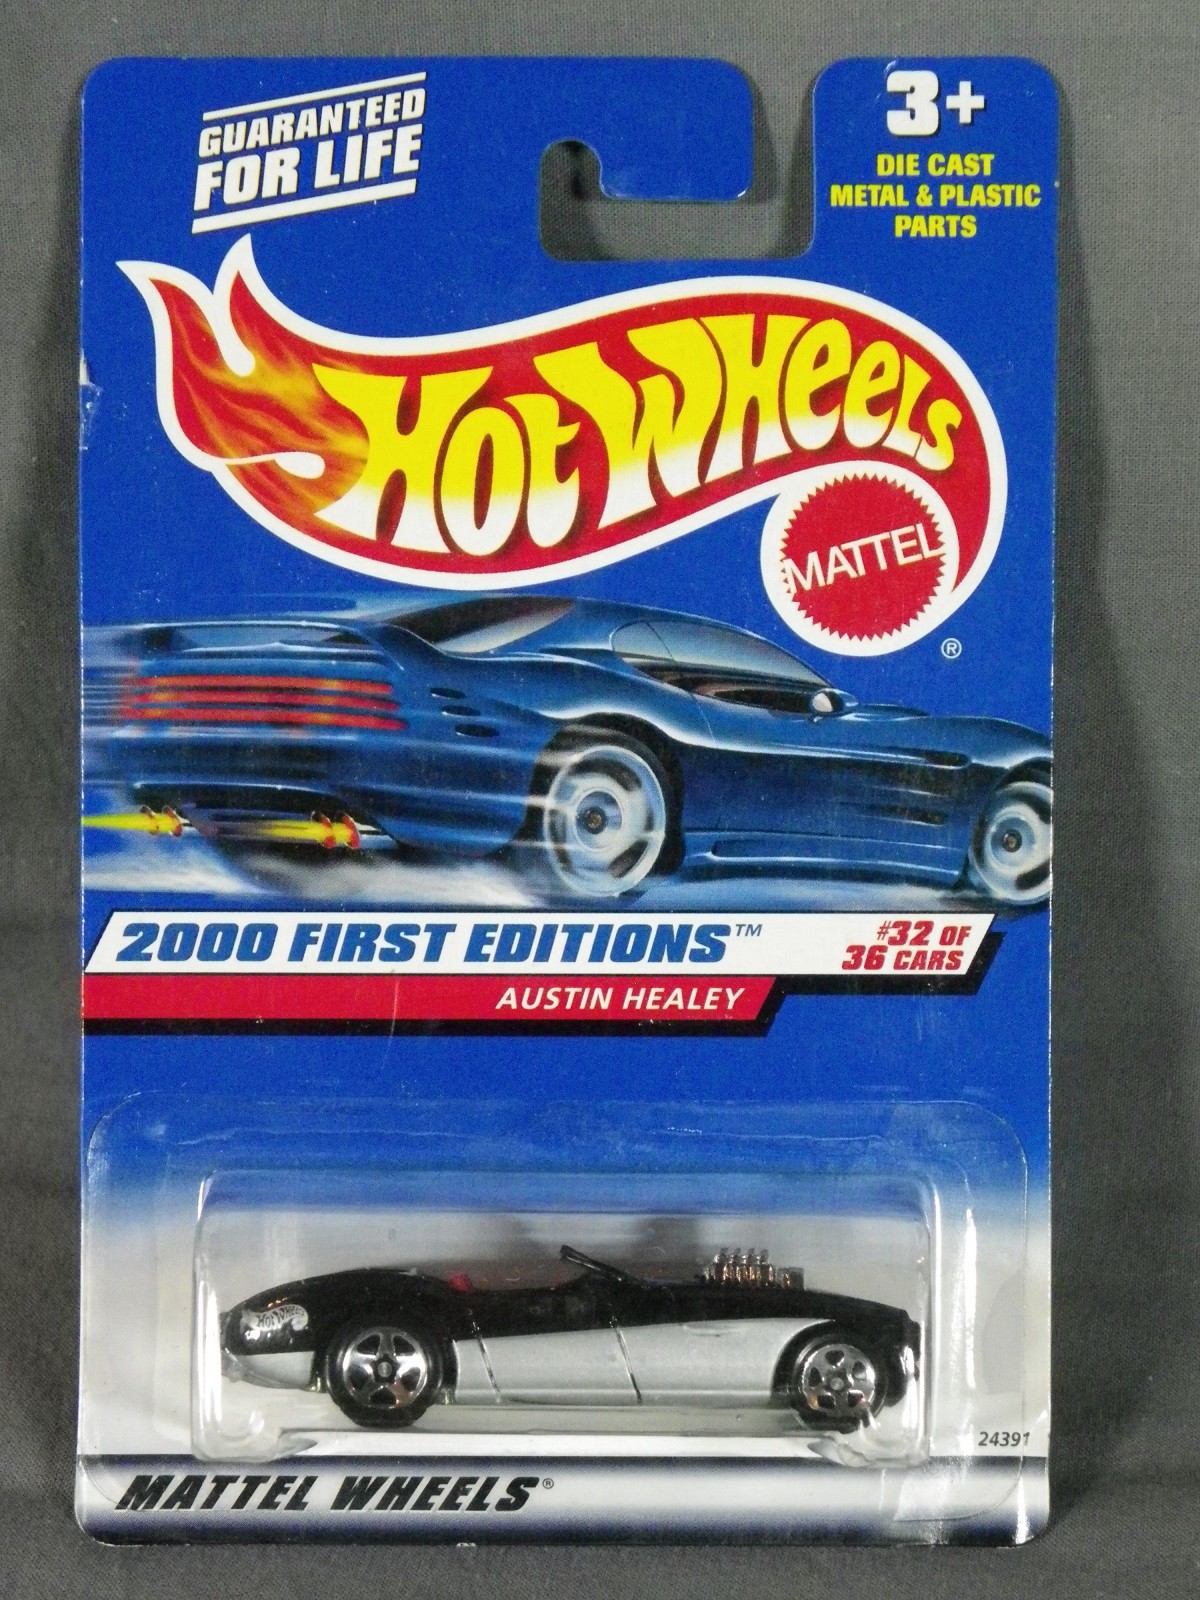 GUARANTEED
FOR LIFE
3+
DIE CAST
METAL & PLASTIC
PARTS
HOT WHEELS
MATTEL
®
2000 FIRST EDITIONS™
#32 OF
36 CARS
AUSTIN HEALEY
HOT WHEELS
24391
MATTEL WHEELS®